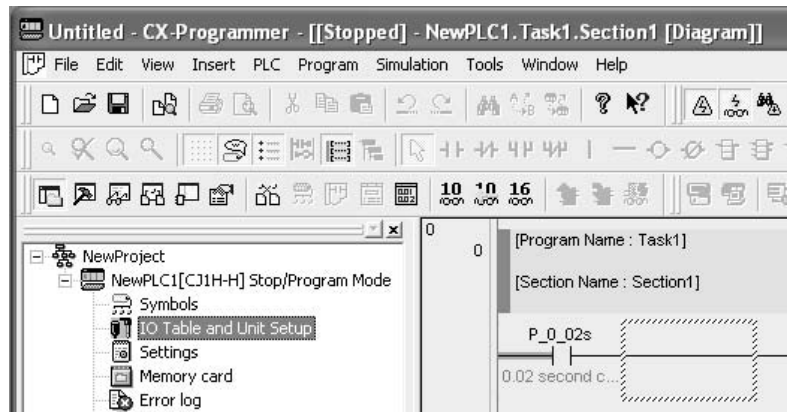 Untitled - CX-Programmer - [[Stopped] - NewPLC1.Task1.Section1 [Diagram]]
File Edit View Insert PLC Program Simulation Tools Window Help
10 10 16
0
0
[Program Name : Task1]
[Section Name : Section1]
NewProject
NewPLC1[CJ1H-H] Stop/Program Mode
Symbols
IO Table and Unit Setup
Settings
Memory card
Error log
P_0_02s
0.02 second c...